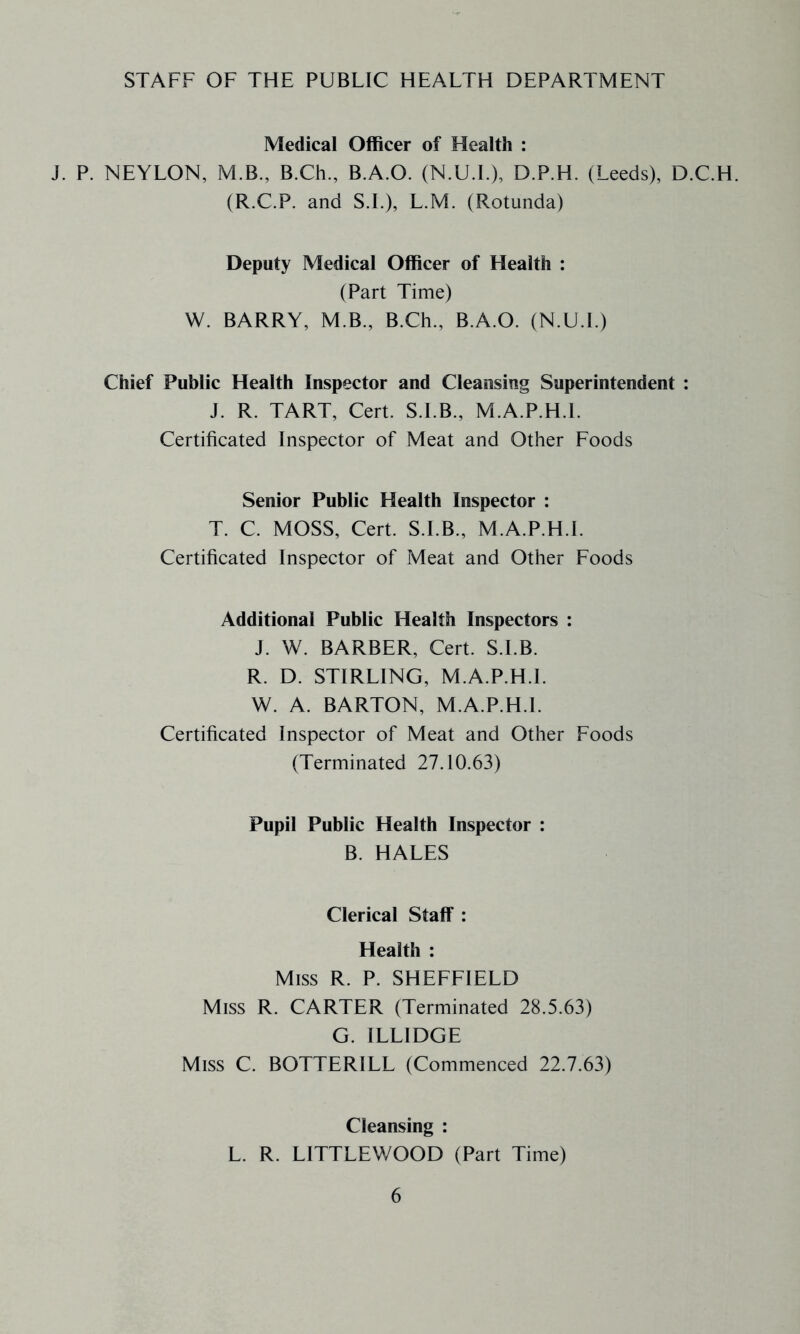 STAFF OF THE PUBLIC HEALTH DEPARTMENT
Medical Officer of Health :
J. P. NEYLON, M.B., B.Ch., B.A.O. (N.U.I.), D.P.H. (Leeds), D.C.H.
(R.C.P. and S.I.), L.M. (Rotunda)
Deputy Medical Officer of Health :
(Part Time)
W. BARRY, M.B., B.Ch., B.A.O. (N.U.I.)
Chief Public Health Inspector and Cleansing Superintendent :
J. R. TART, Cert. S.I.B., M.A.P.H.I.
Certificated Inspector of Meat and Other Foods
Senior Public Health Inspector :
T. C. MOSS, Cert. S.I.B., M.A.P.H.I.
Certificated Inspector of Meat and Other Foods
Additional Public Health Inspectors :
J. W. BARBER, Cert. S.I.B.
R. D. STIRLING, M.A.P.H.I.
W. A. BARTON, M.A.P.H.I.
Certificated Inspector of Meat and Other Foods
(Terminated 27.10.63)
Pupil Public Health Inspector :
B. HALES
Clerical Staff :
Health :
Miss R. P. SHEFFIELD
Miss R. CARTER (Terminated 28.5.63)
G. ILLIDGE
Miss C. BOTTERILL (Commenced 22.7.63)
Cleansing :
L. R. LITTLEWOOD (Part Time)
6